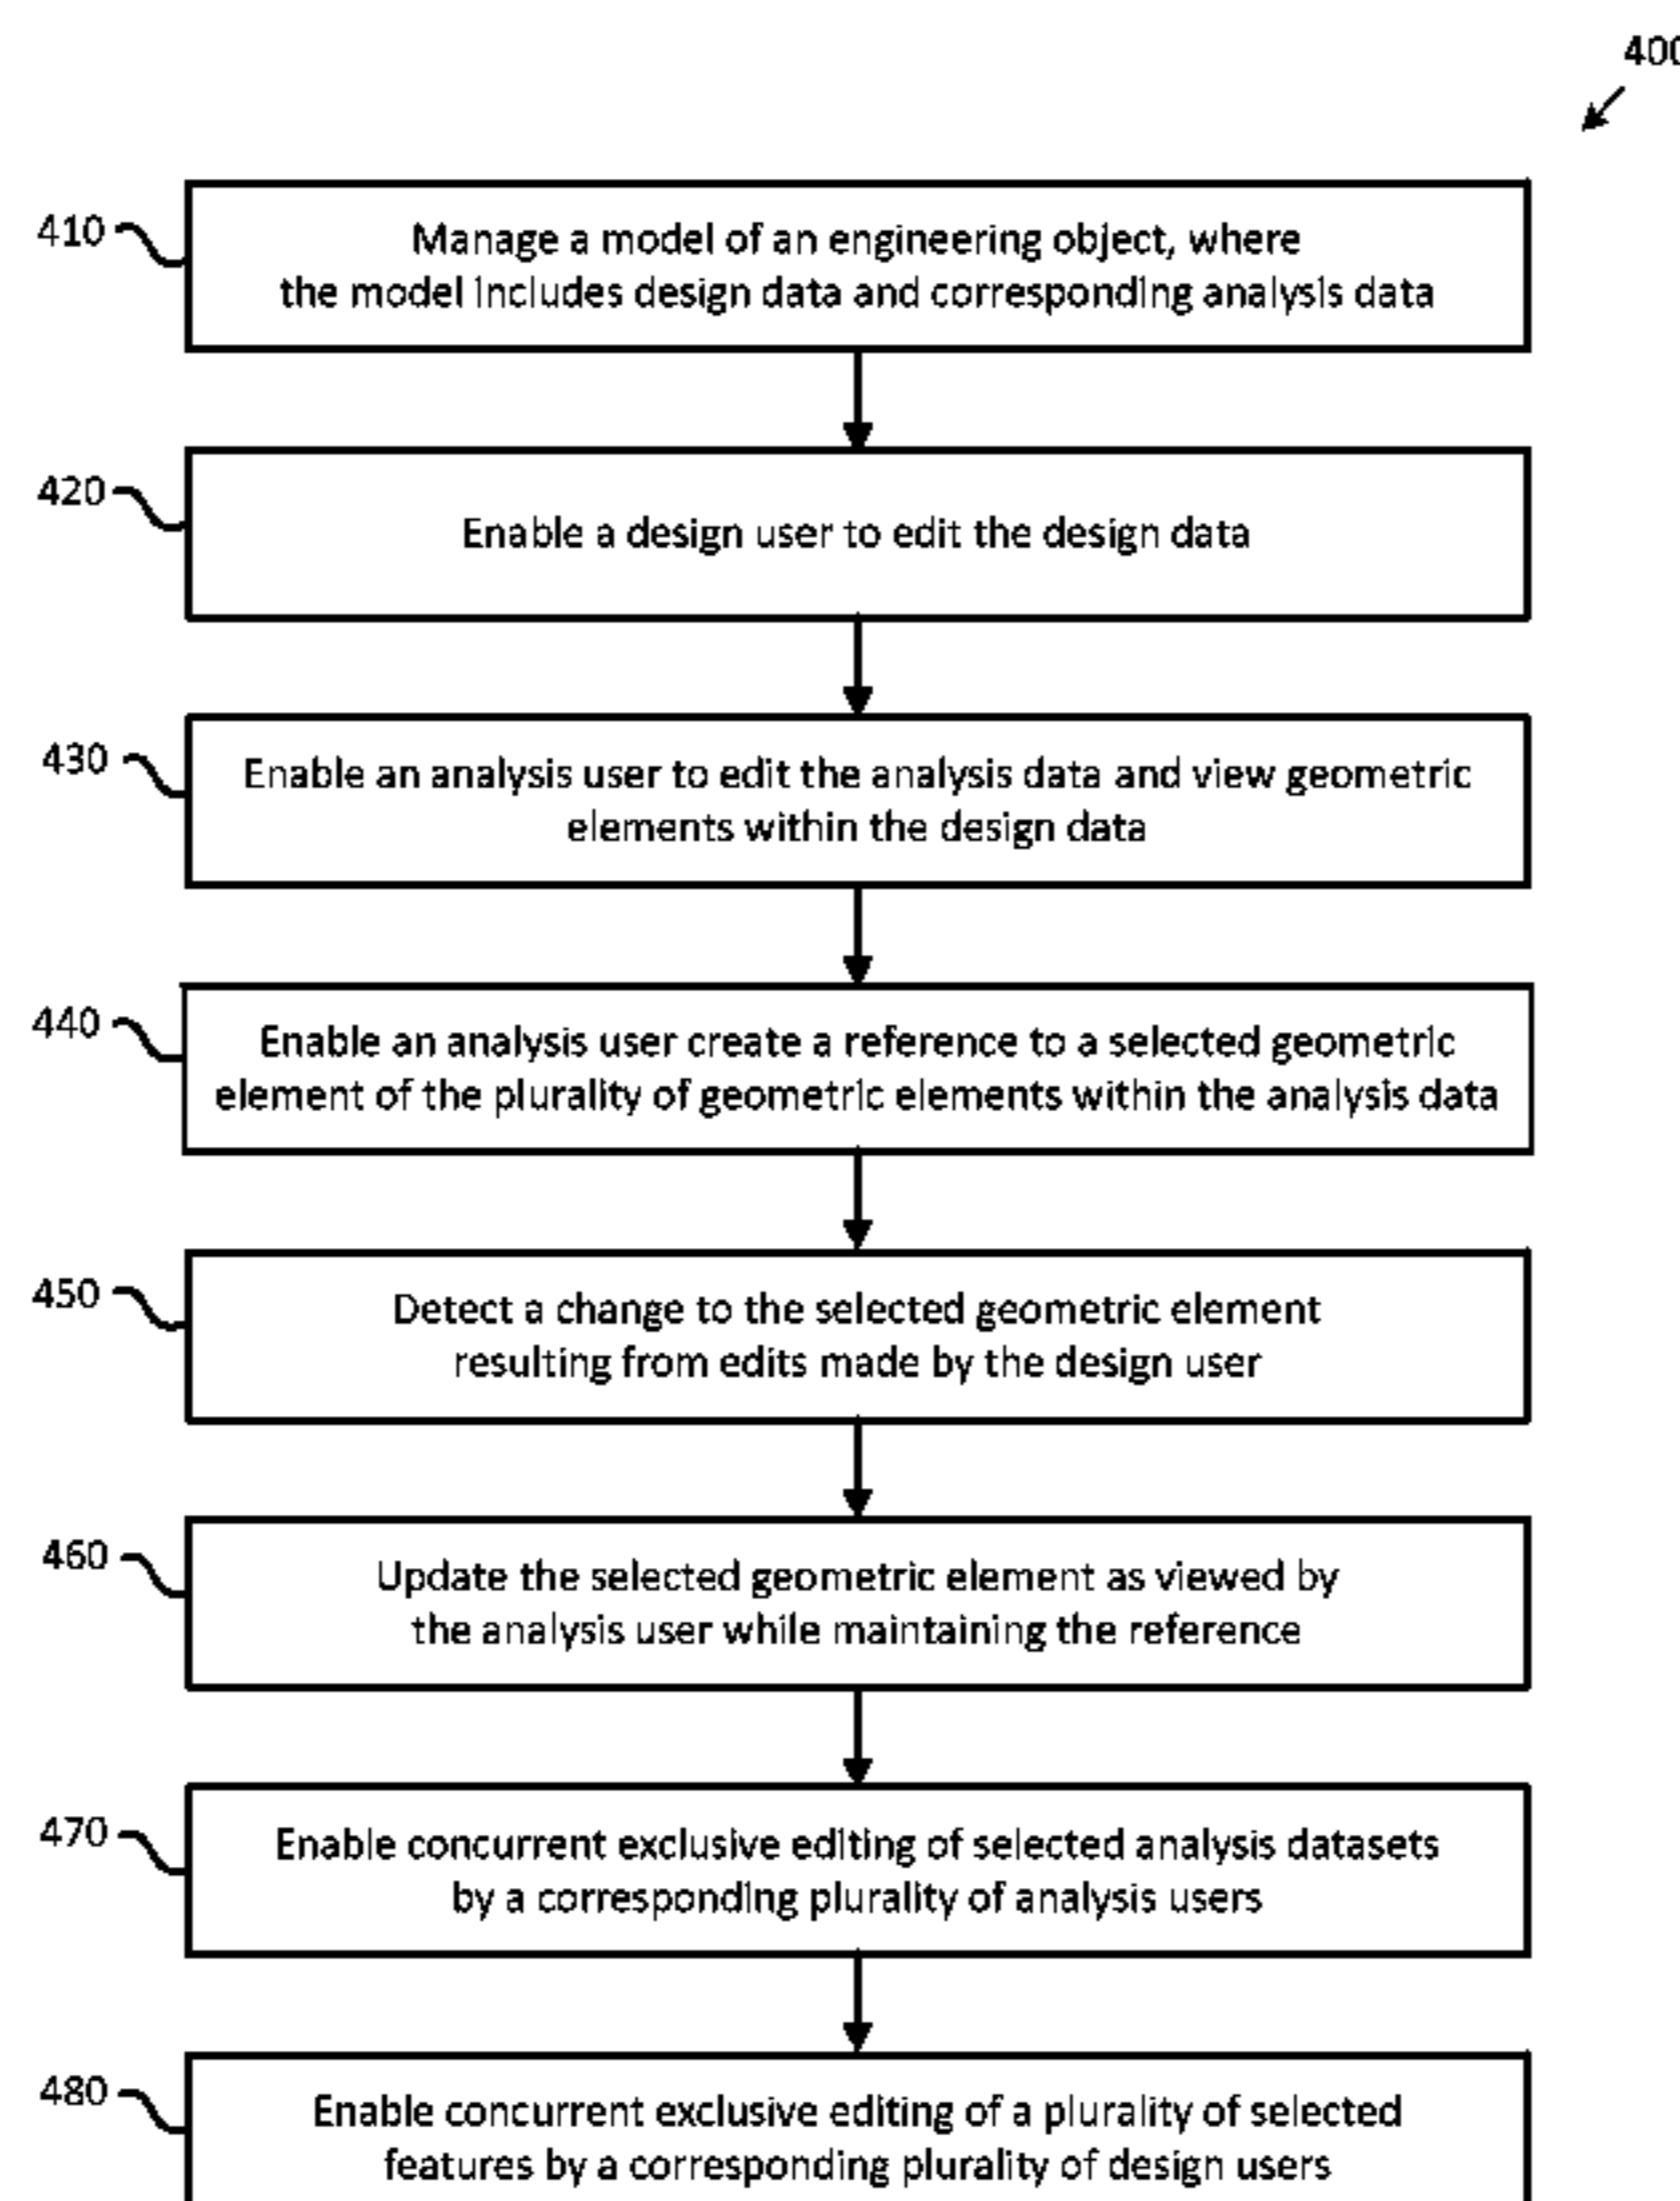 400
410
Manage a model of an engineering object, where
the model includes design data and corresponding analysis data
420
Enable a design user to edit the design data
430
Enable an analysis user to edit the analysis data and view geometric
elements within the design data
440
Enable an analysis user create a reference to a selected geometric
element of the plurality of geometric elements within the analysis data
450
Detect a change to the selected geometric element
resulting from edits made by the design user
460
Update the selected geometric element as viewed by
the analysis user while maintaining the reference
470
Enable concurrent exclusive editing of selected analysis datasets
by a corresponding plurality of analysis users
480
Enable concurrent exclusive editing of a plurality of selected
features by a corresponding plurality of design users